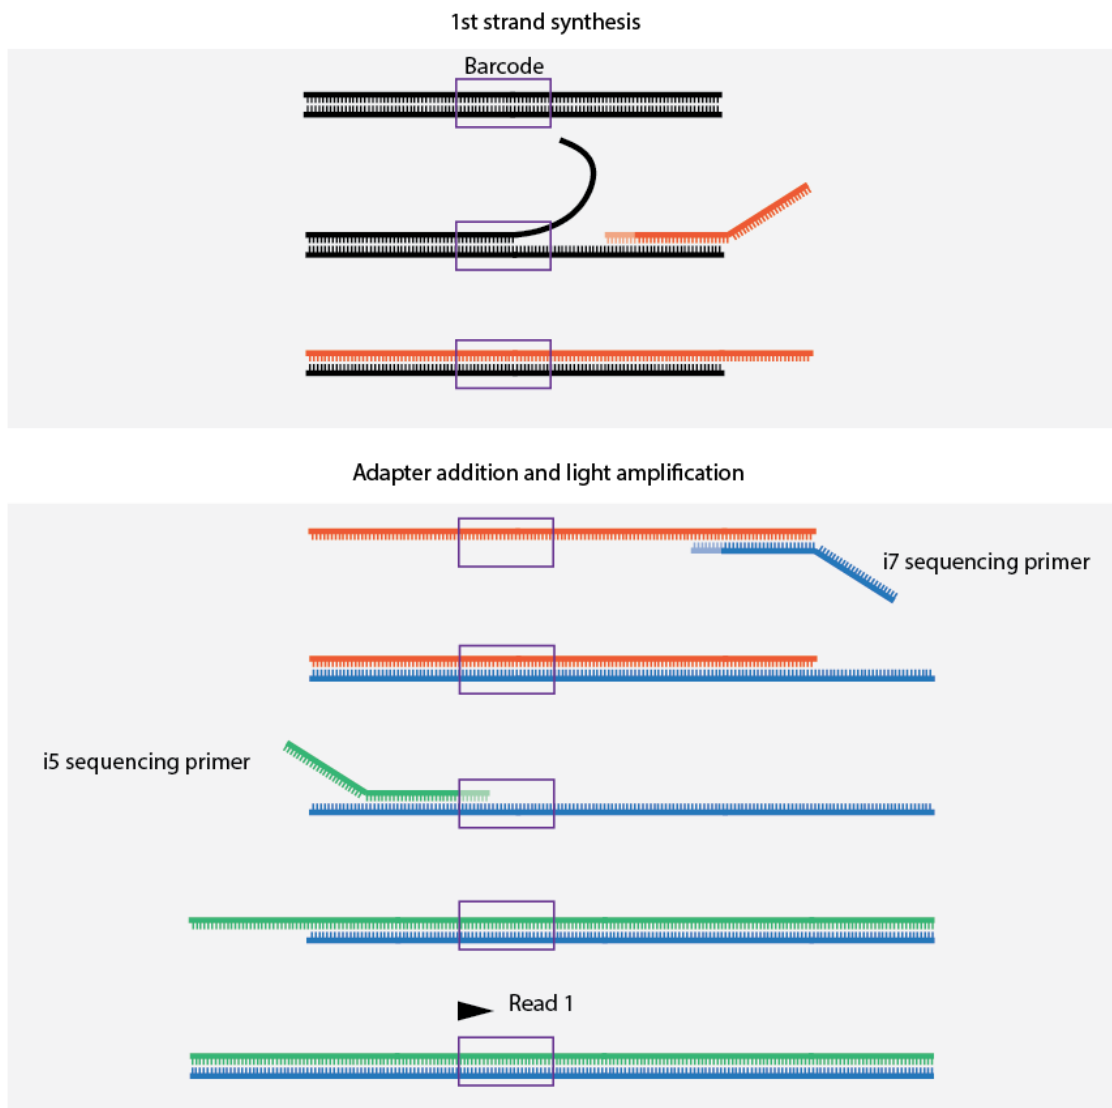 1st strand synthesis
Barcode
Adapter addition and light amplification
i7 sequencing primer
i5 sequencing primer
Read 1